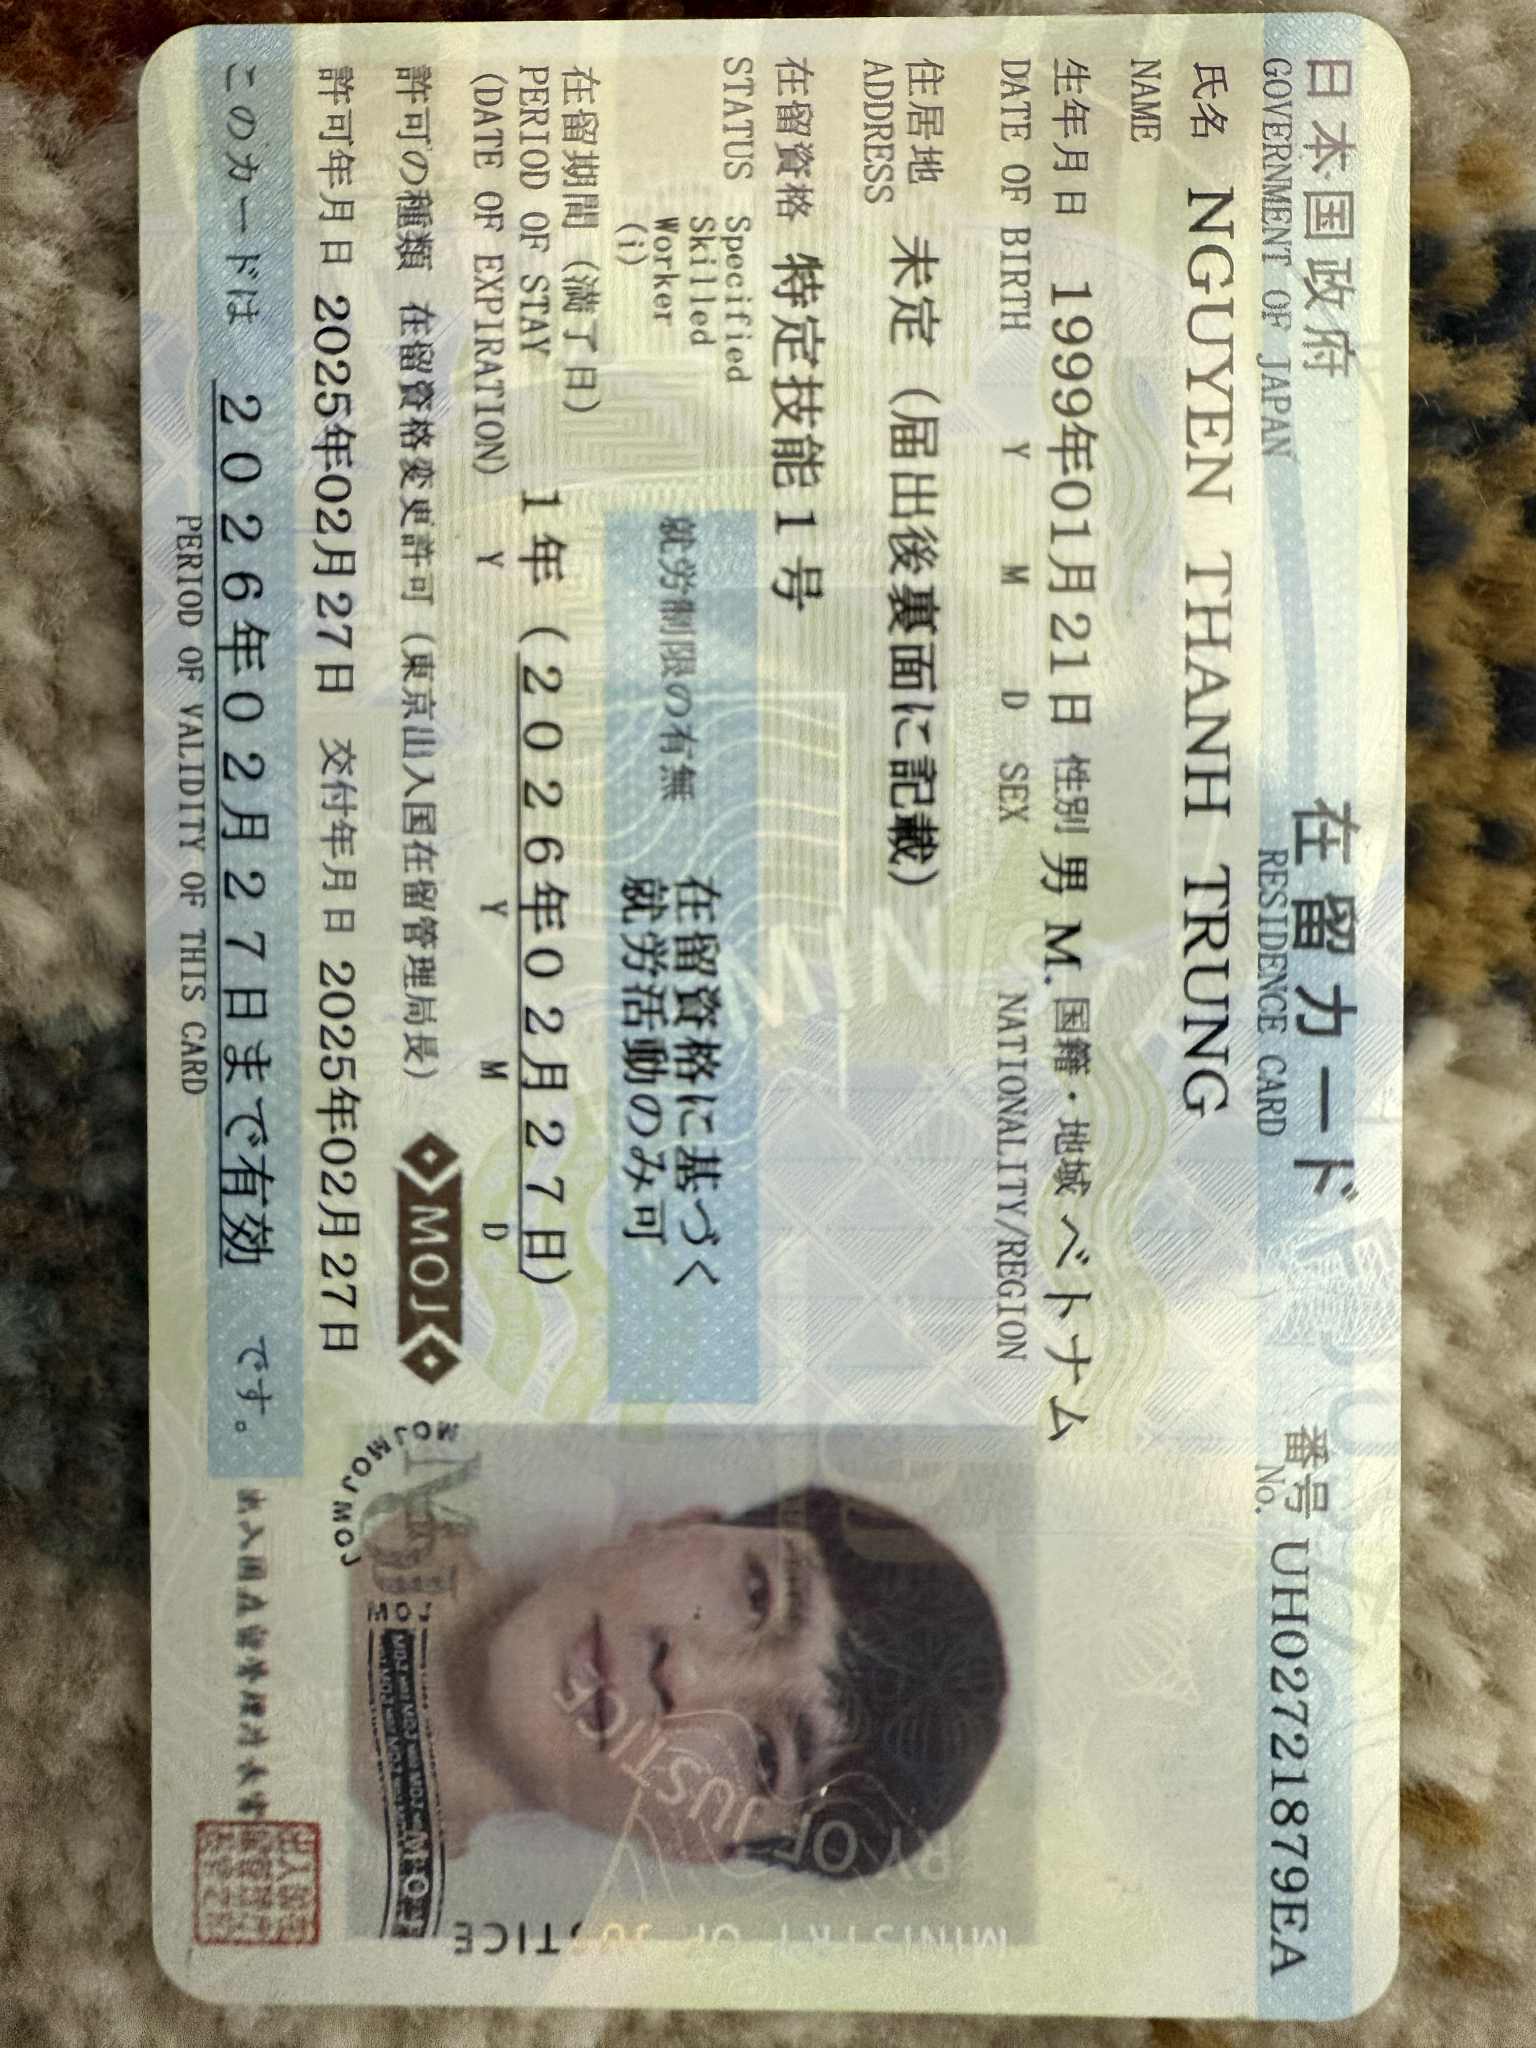 日本国政府 在留カード 番号 UH02721879EA
GOVERNMENT OF JAPAN RESIDENCE CARD No.
氏名 NGUYEN THANH TRUNG
NAME
生年月日 1999年01月21日 性別 男 M. 国籍・地域 ベトナム
DATE OF BIRTH Y M D SEX NATIONALITY/REGION
住居地 未定（届出後裏面に記載）
ADDRESS
在留資格 特定技能1号
STATUS Specified
Skilled
Worker
(i)
就労制限の有無 在留資格に基づく
就労活動のみ可
在留期間（満了日） 1年（2026年02月27日）
PERIOD OF STAY
(DATE OF EXPIRATION) Y Y M D
許可の種類 在留資格変更許可（東京出入国在留管理局長）
MOJ
許可年月日 2025年02月27日 交付年月日 2025年02月27日
このカードは 2026年02月27日まで有効 です。
PERIOD OF VALIDITY OF THIS CARD
MOJ MOJ MOJ
MOJ
MINISTRY OF JUSTICE
RY OF JUSTICE